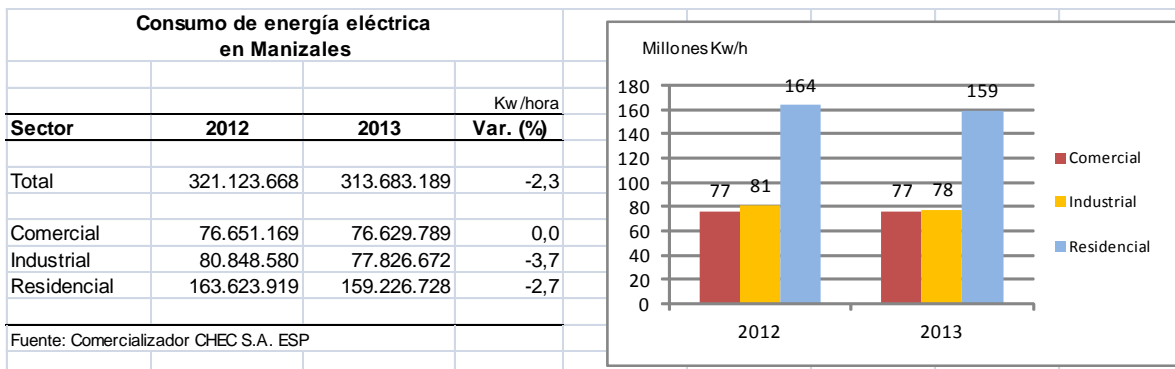 Consumo de energía eléctrica
en Manizales
Kw/hora
Sector 2012 2013 Var. (%)
Total 321.123.668 313.683.189 -2,3
Comercial 76.651.169 76.629.789 0,0
Industrial 80.848.580 77.826.672 -3,7
Residencial 163.623.919 159.226.728 -2,7
Fuente: Comercializador CHEC S.A. ESP
Millones Kw/h
180
160
140
120
100
80
60
40
20
0
77 81 164
77 78 159
2012 2013
Comercial
Industrial
Residencial